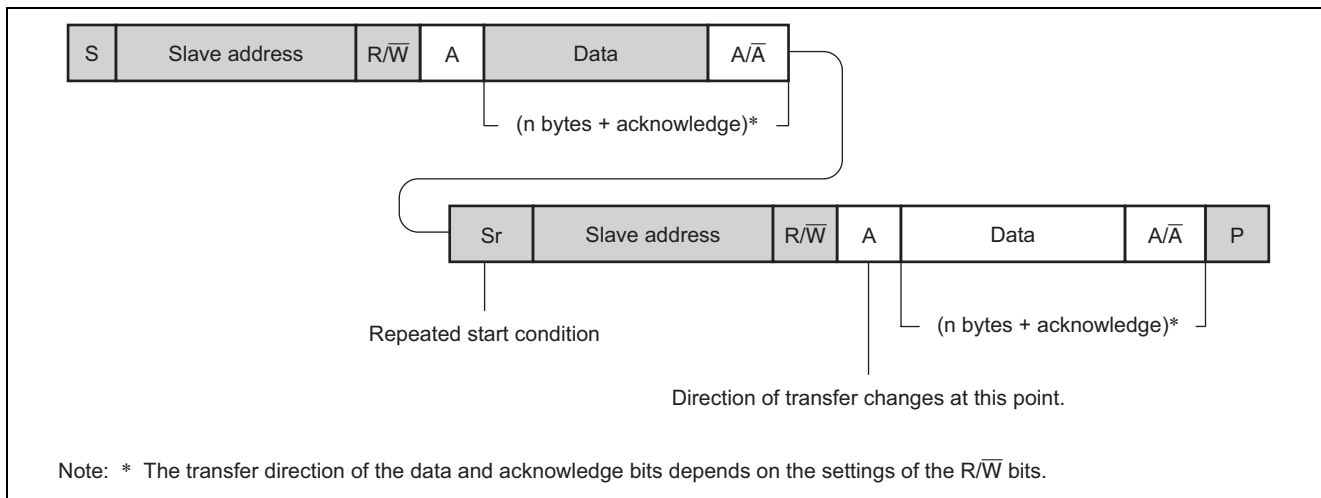 S Slave address R/W̅ A Data A/A̅
(n bytes + acknowledge)*
Sr Slave address R/W̅ A Data A/A̅ P
Repeated start condition
(n bytes + acknowledge)*
Direction of transfer changes at this point.
Note: * The transfer direction of the data and acknowledge bits depends on the settings of the R/W̅ bits.